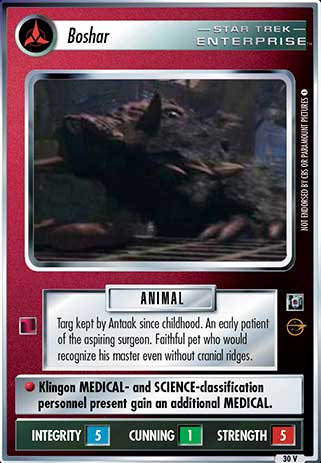 Boshar
STAR TREK
ENTERPRISE™
NOT ENDORSED BY CBS OR PARAMOUNT PICTURES
ANIMAL
Targ kept by Antaak since childhood. An early patient
of the aspiring surgeon. Faithful pet who would
recognize his master even without cranial ridges.
Klingon MEDICAL- and SCIENCE-classification
personnel present gain an additional MEDICAL.
INTEGRITY 5 CUNNING 1 STRENGTH 5
30 V